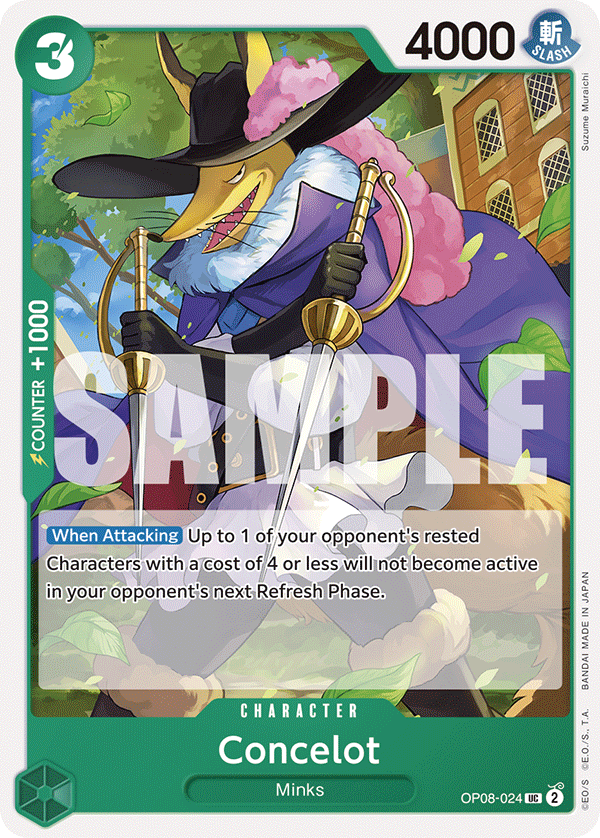 3
4000
斬
SLASH
Suzume Muraichi
COUNTER +1000
SAMPLE
When Attacking Up to 1 of your opponent's rested
Characters with a cost of 4 or less will not become active
in your opponent's next Refresh Phase.
CHARACTER
Concelot
Minks
OP08-024 UC 2
©EO/S ©E.O./S., T.A. BANDAI MADE IN JAPAN